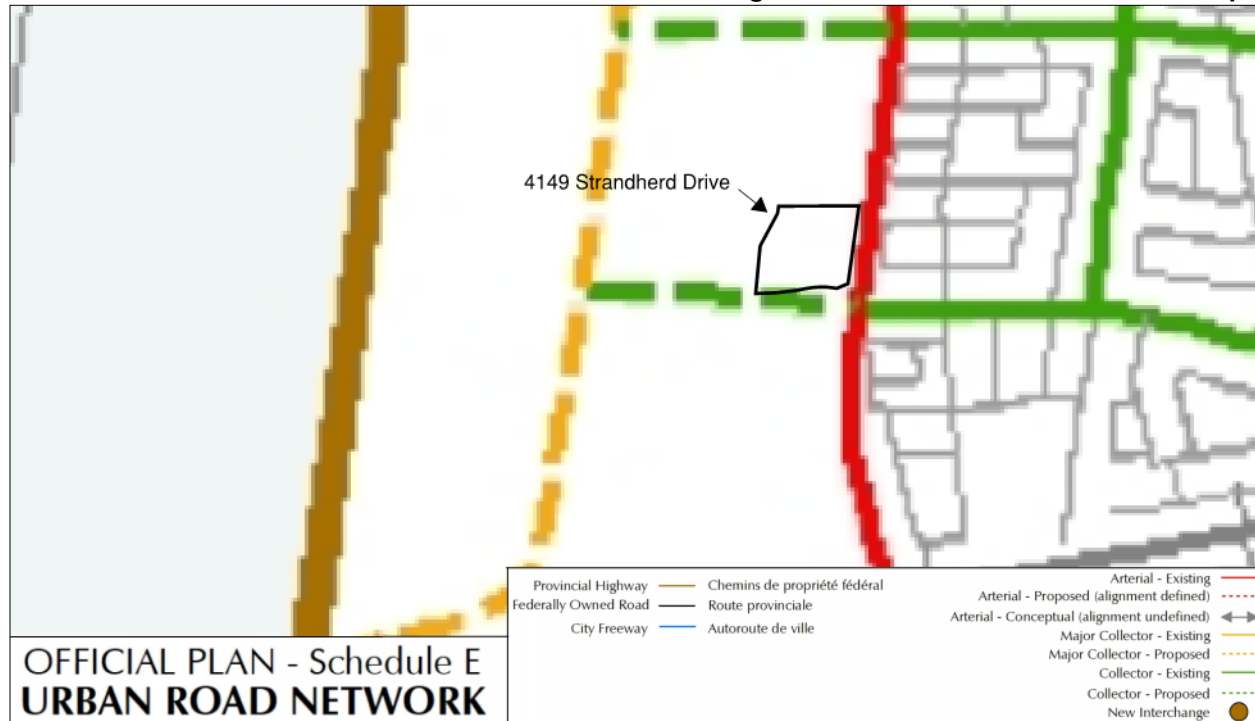 4149 Strandherd Drive
Provincial Highway Chemins de propriété fédéral
Federally Owned Road Route provinciale
City Freeway Autoroute de ville
Arterial - Existing
Arterial - Proposed (alignment defined)
Arterial - Conceptual (alignment undefined)
Major Collector - Existing
Major Collector - Proposed
Collector - Existing
Collector - Proposed
New Interchange
OFFICIAL PLAN - Schedule E
URBAN ROAD NETWORK